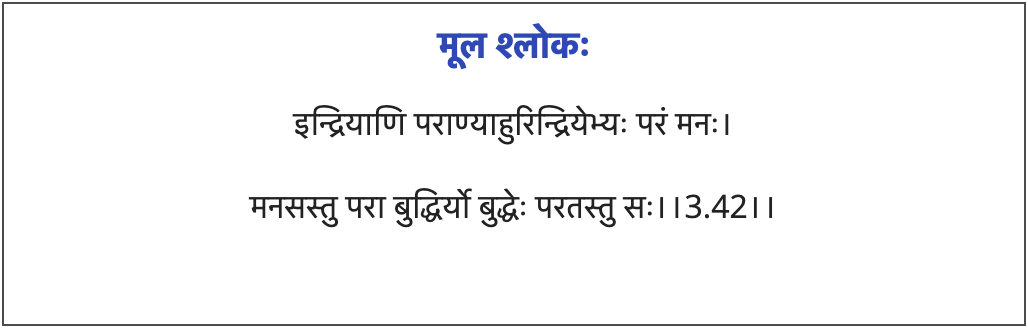 मूल श्लोकः
इन्द्रियाणि पराण्याहुरिन्द्रियेभ्यः परं मनः।
मनसस्तु परा बुद्धिर्यो बुद्धेः परतस्तु सः।।3.42।।